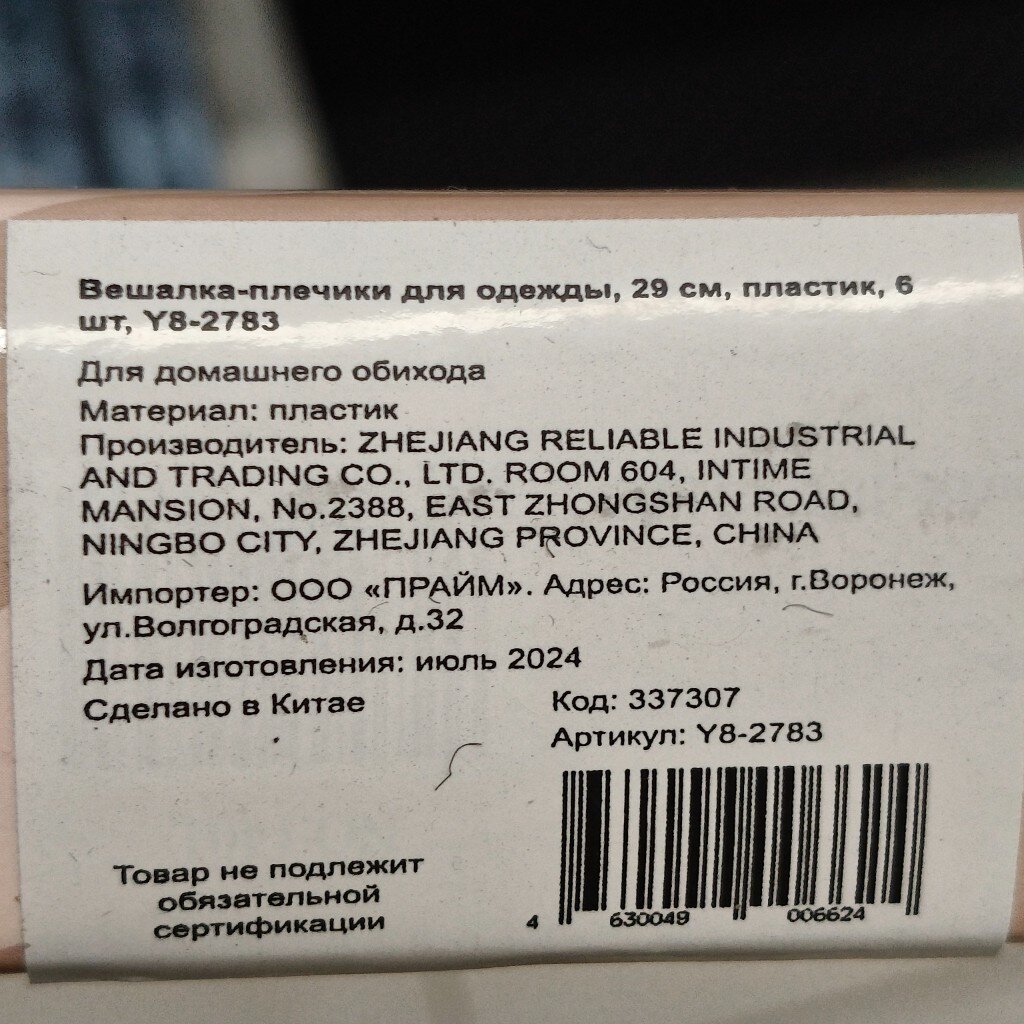 Вешалка-плечики для одежды, 29 см, пластик, 6
шт, Y8-2783
Для домашнего обихода
Материал: пластик
Производитель: ZHEJIANG RELIABLE INDUSTRIAL
AND TRADING CO., LTD. ROOM 604, INTIME
MANSION, No.2388, EAST ZHONGSHAN ROAD,
NINGBO CITY, ZHEJIANG PROVINCE, CHINA
Импортер: ООО «ПРАЙМ». Адрес: Россия, г.Воронеж,
ул.Волгоградская, д.32
Дата изготовления: июль 2024
Сделано в Китае
Код: 337307
Артикул: Y8-2783
Товар не подлежит
обязательной
сертификации
4 630049 006624